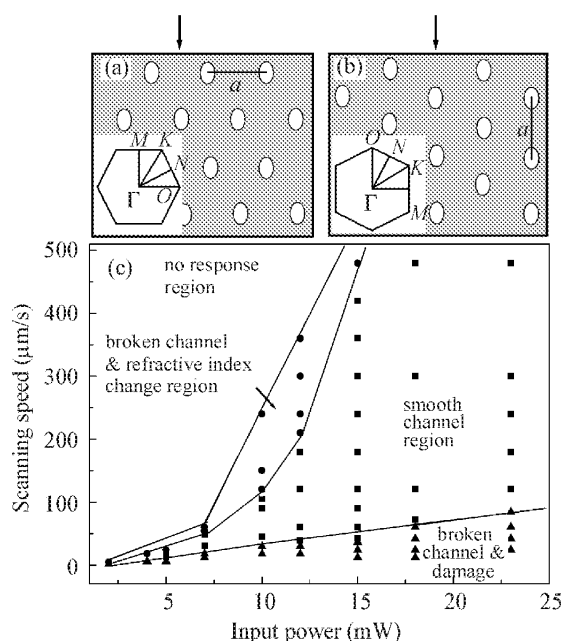 (a)
a
M K
N
Γ O
(b)
a
O
N
K
Γ
M
(c)
no response
region
broken channel
& refractive index
change region
smooth
channel
region
broken
channel &
damage
500
400
300
200
100
0
Scanning speed (μm/s)
5 10 15 20 25
Input power (mW)